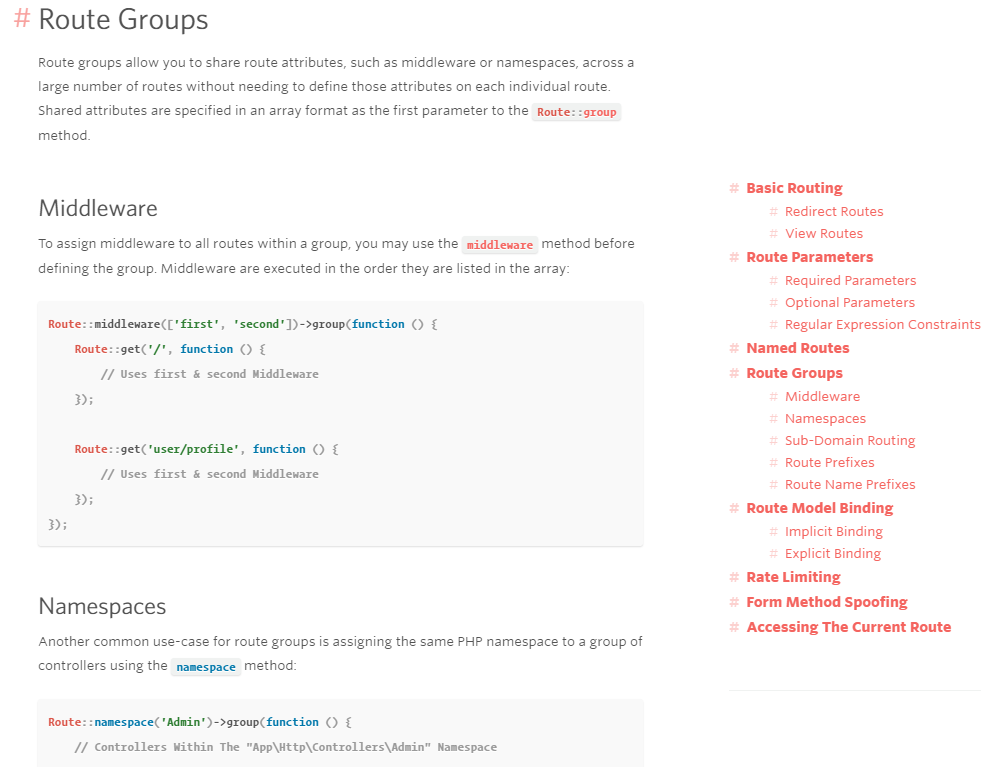 # Route Groups
Route groups allow you to share route attributes, such as middleware or namespaces, across a
large number of routes without needing to define those attributes on each individual route.
Shared attributes are specified in an array format as the first parameter to the Route::group
method.
Middleware
To assign middleware to all routes within a group, you may use the middleware method before
defining the group. Middleware are executed in the order they are listed in the array:
Route::middleware(['first', 'second'])->group(function () {
    Route::get('/', function () {
        // Uses first & second Middleware
    });

    Route::get('user/profile', function () {
        // Uses first & second Middleware
    });
});
Namespaces
Another common use-case for route groups is assigning the same PHP namespace to a group of
controllers using the namespace method:
Route::namespace('Admin')->group(function () {
    // Controllers Within The "App\Http\Controllers\Admin" Namespace
# Basic Routing
# Redirect Routes
# View Routes
# Route Parameters
# Required Parameters
# Optional Parameters
# Regular Expression Constraints
# Named Routes
# Route Groups
# Middleware
# Namespaces
# Sub-Domain Routing
# Route Prefixes
# Route Name Prefixes
# Route Model Binding
# Implicit Binding
# Explicit Binding
# Rate Limiting
# Form Method Spoofing
# Accessing The Current Route